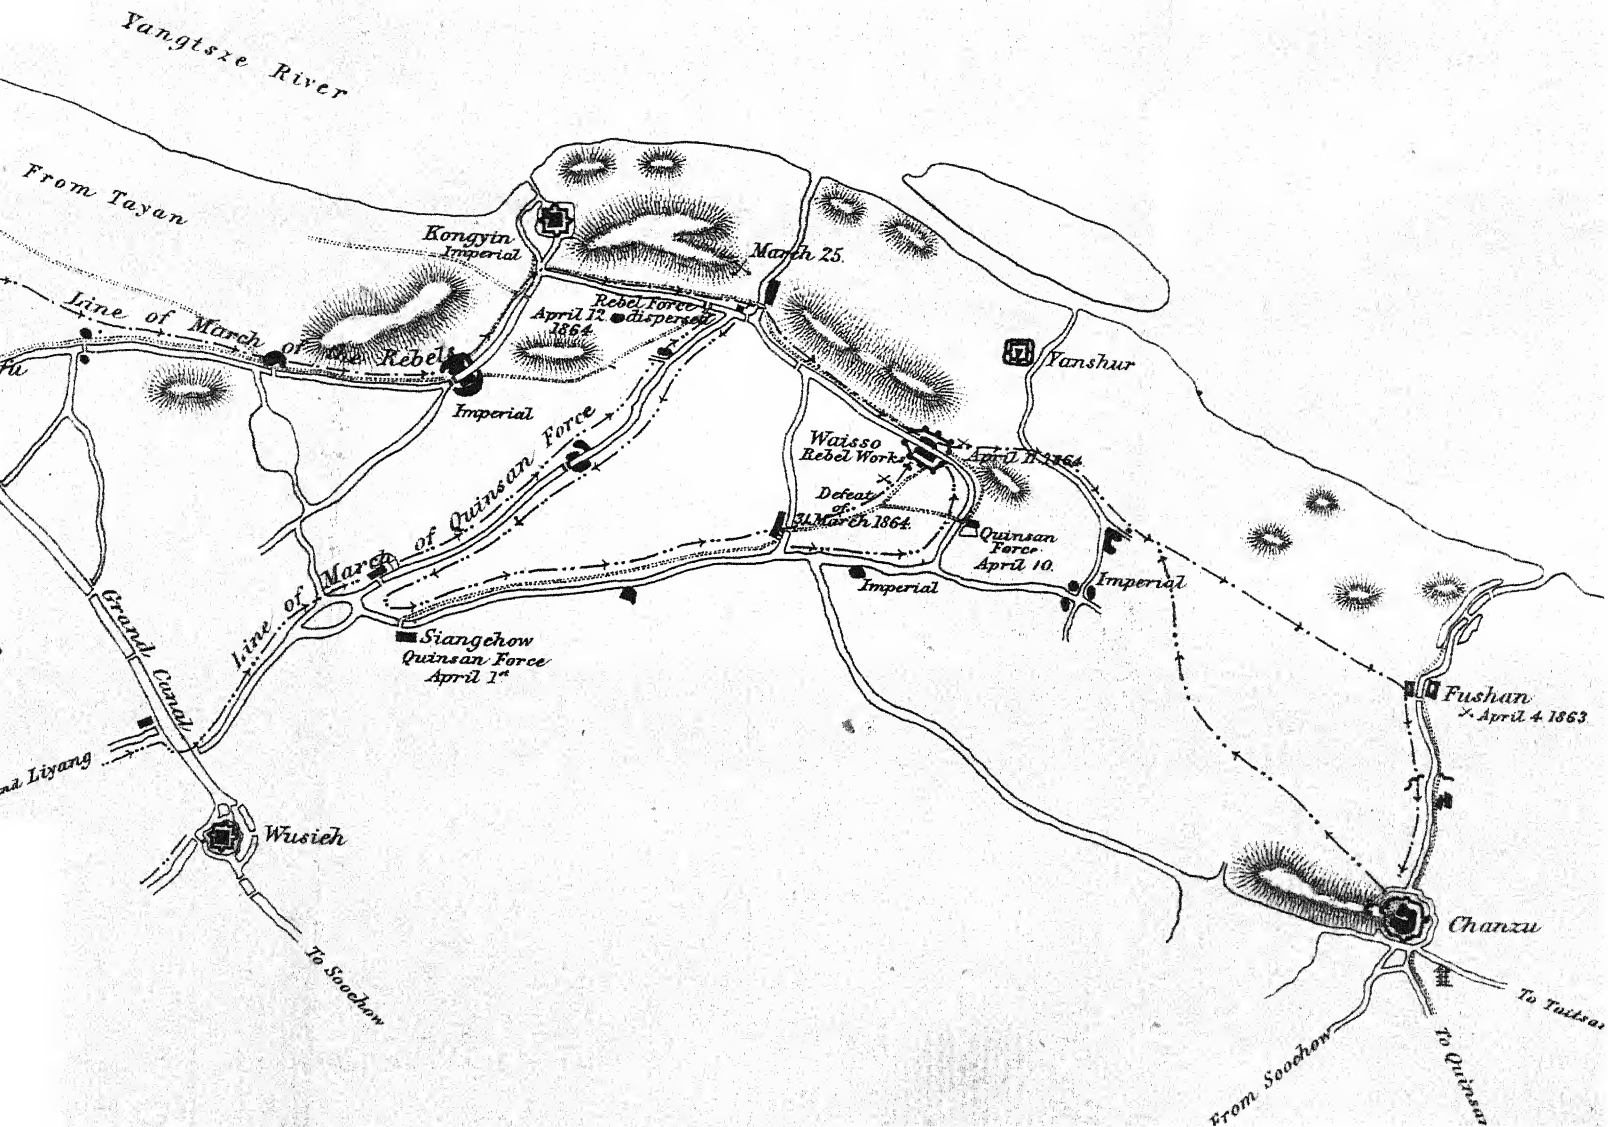 Yangtsze River
From Tayan
Kongyin
Imperial
March 25.
Line of March of the Rebels
Rebel Force
April 12. dispersed
1864
Yanshur
Imperial
Waisso
Rebel Works
April 11. 1864
Line of March of Quinsan Force
Defeat
of
31 March 1864.
Quinsan
Force
April 10.
Imperial
Imperial
Grand Canal
Siangchow
Quinsan Force
April 1st
Fushan
April 4. 1863
Liyang
Wusieh
To Soochow
Chanzu
To
From Soochow
To